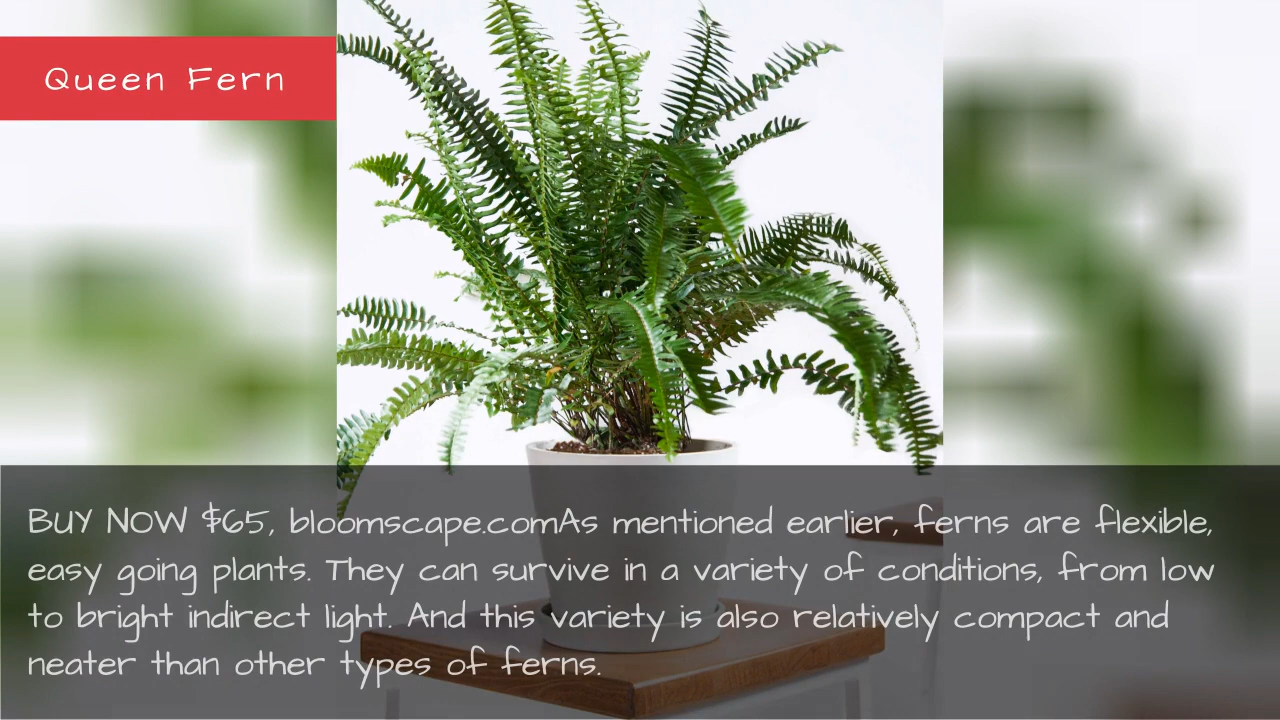 Queen Fern
BUY NOW $65, bloomscape.comAs mentioned earlier, ferns are flexible,
easy going plants. They can survive in a variety of conditions, from low
to bright indirect light. And this variety is also relatively compact and
neater than other types of ferns.